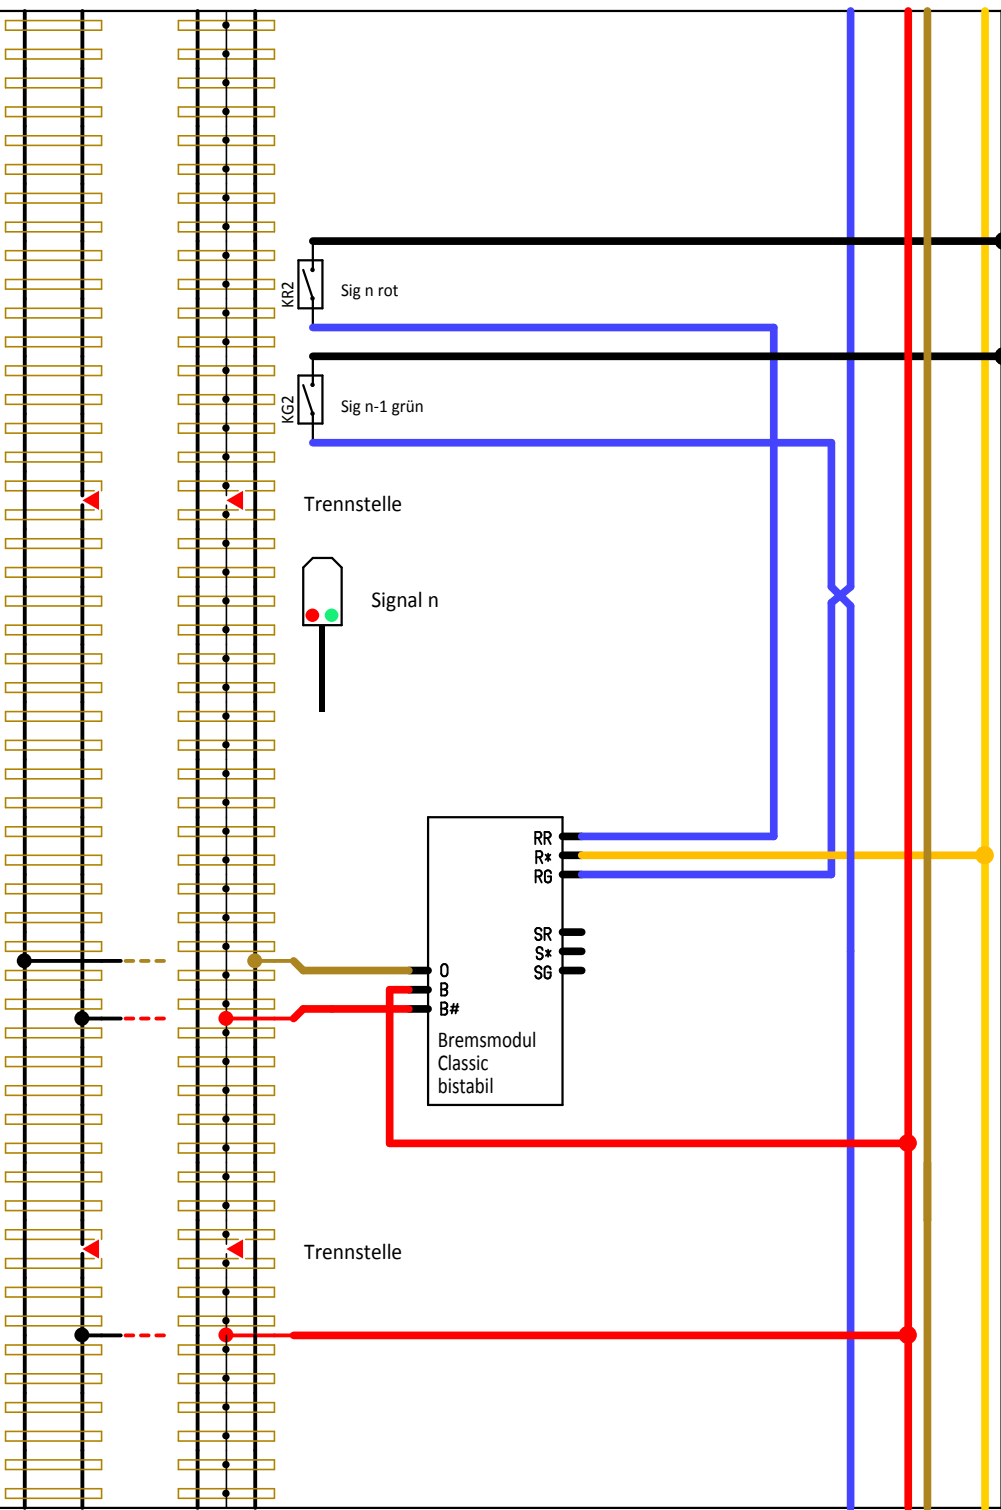 KR2
Sig n rot
KG2
Sig n-1 grün
Trennstelle
Signal n
RR
R*
RG
SR
S*
SG
0
B
B#
Bremsmodul
Classic
bistabil
Trennstelle